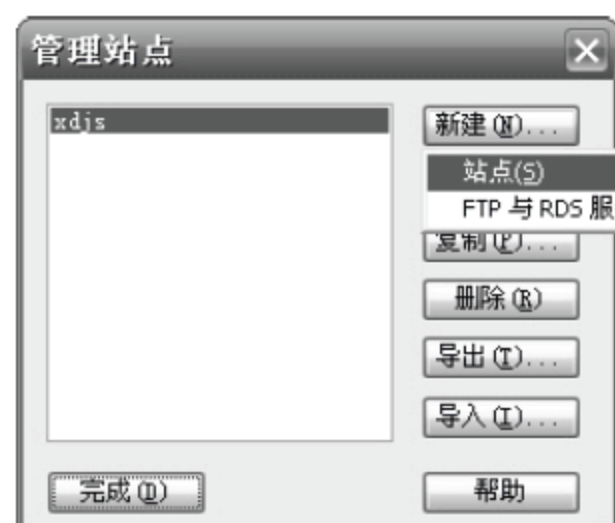 管理站点
xdjs
新建(N)...
站点(S)
FTP 与 RDS 服
复制(P)...
删除(R)
导出(T)...
导入(I)...
完成(D)
帮助